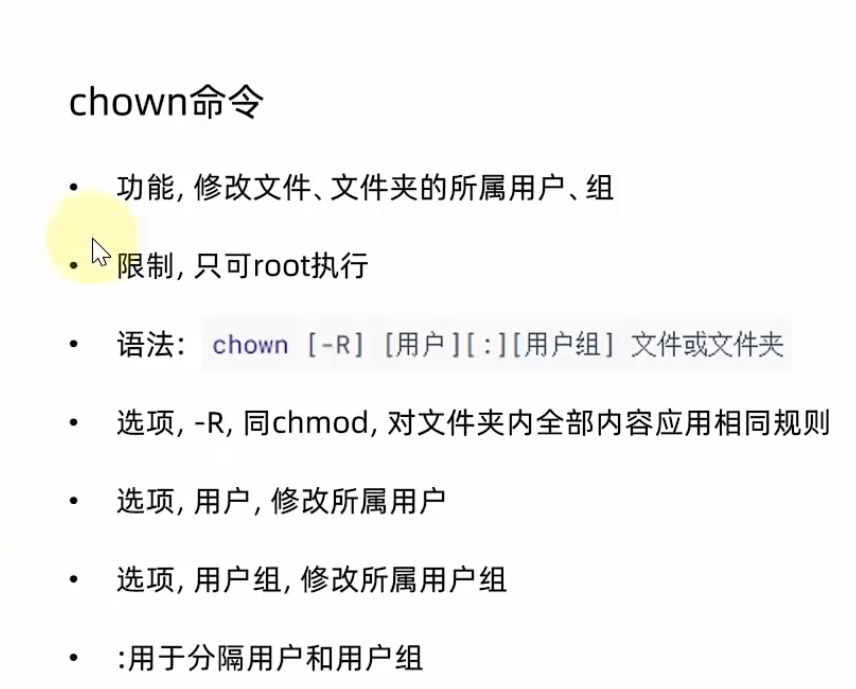 chown命令
• 功能, 修改文件、文件夹的所属用户、组
• 限制, 只可root执行
• 语法： chown [-R] [用户][:][用户组] 文件或文件夹
• 选项, -R, 同chmod, 对文件夹内全部内容应用相同规则
• 选项, 用户, 修改所属用户
• 选项, 用户组, 修改所属用户组
• :用于分隔用户和用户组